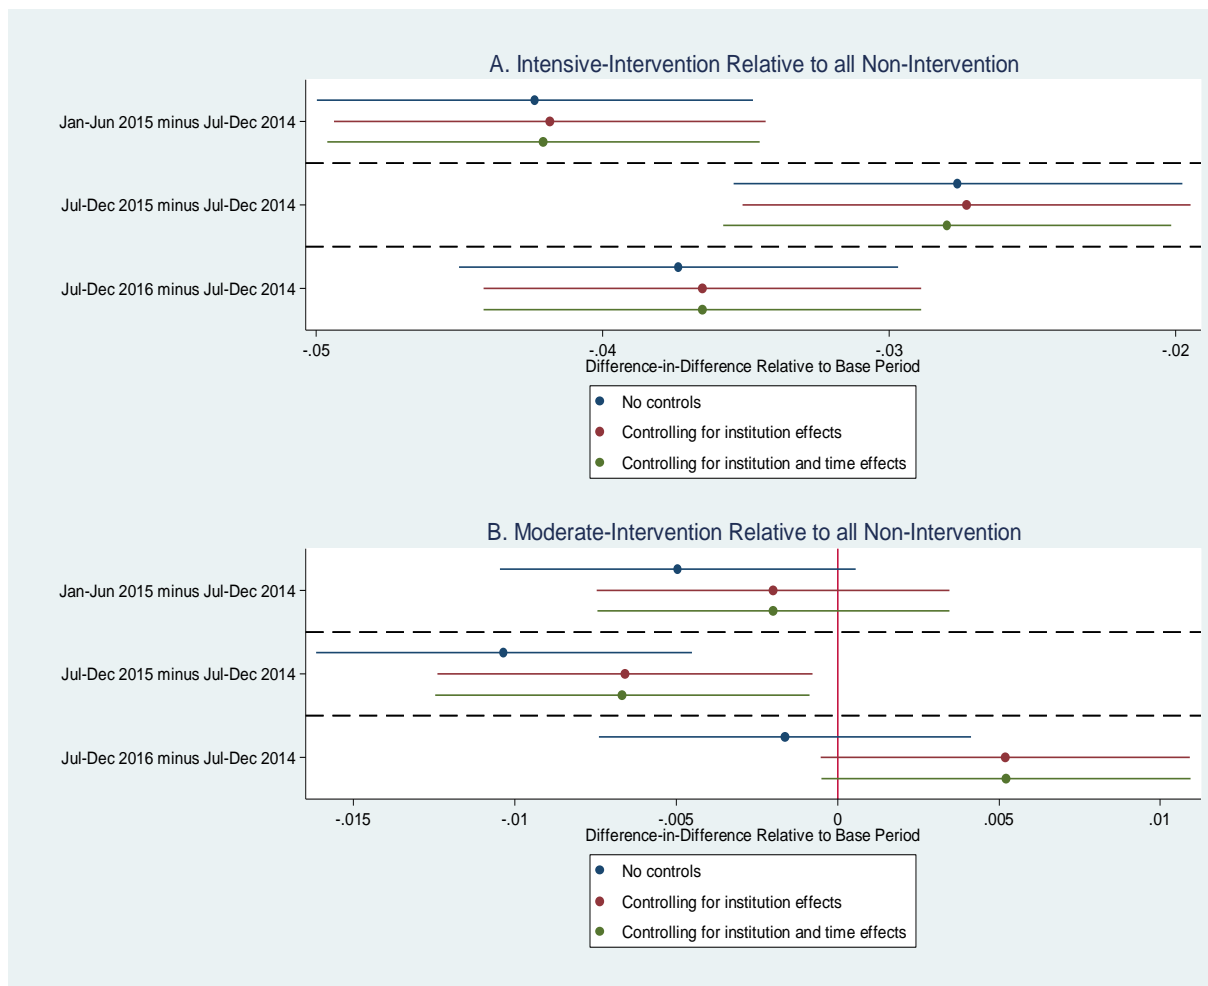 A. Intensive-Intervention Relative to all Non-Intervention
Jan-Jun 2015 minus Jul-Dec 2014
Jul-Dec 2015 minus Jul-Dec 2014
Jul-Dec 2016 minus Jul-Dec 2014
-.05 -.04 -.03 -.02
Difference-in-Difference Relative to Base Period
No controls
Controlling for institution effects
Controlling for institution and time effects
B. Moderate-Intervention Relative to all Non-Intervention
Jan-Jun 2015 minus Jul-Dec 2014
Jul-Dec 2015 minus Jul-Dec 2014
Jul-Dec 2016 minus Jul-Dec 2014
-.015 -.01 -.005 0 .005 .01
Difference-in-Difference Relative to Base Period
No controls
Controlling for institution effects
Controlling for institution and time effects